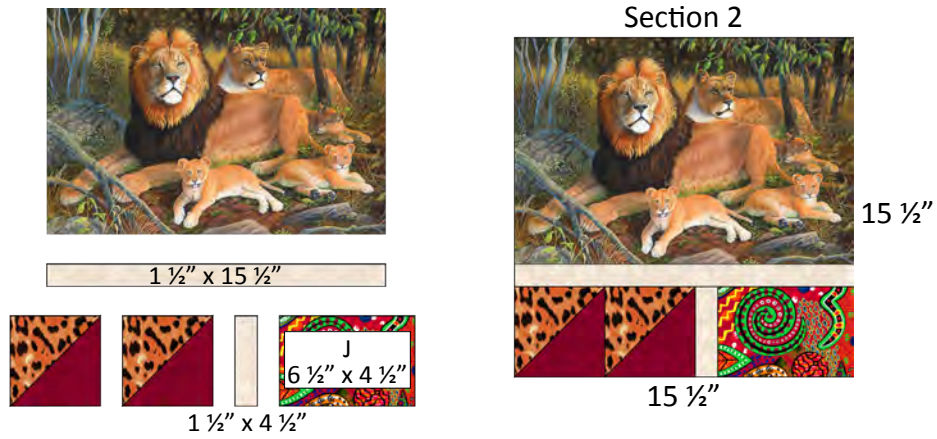 Section 2
1 ½” x 15 ½”
J
6 ½” x 4 ½”
1 ½” x 4 ½”
15 ½”
15 ½”